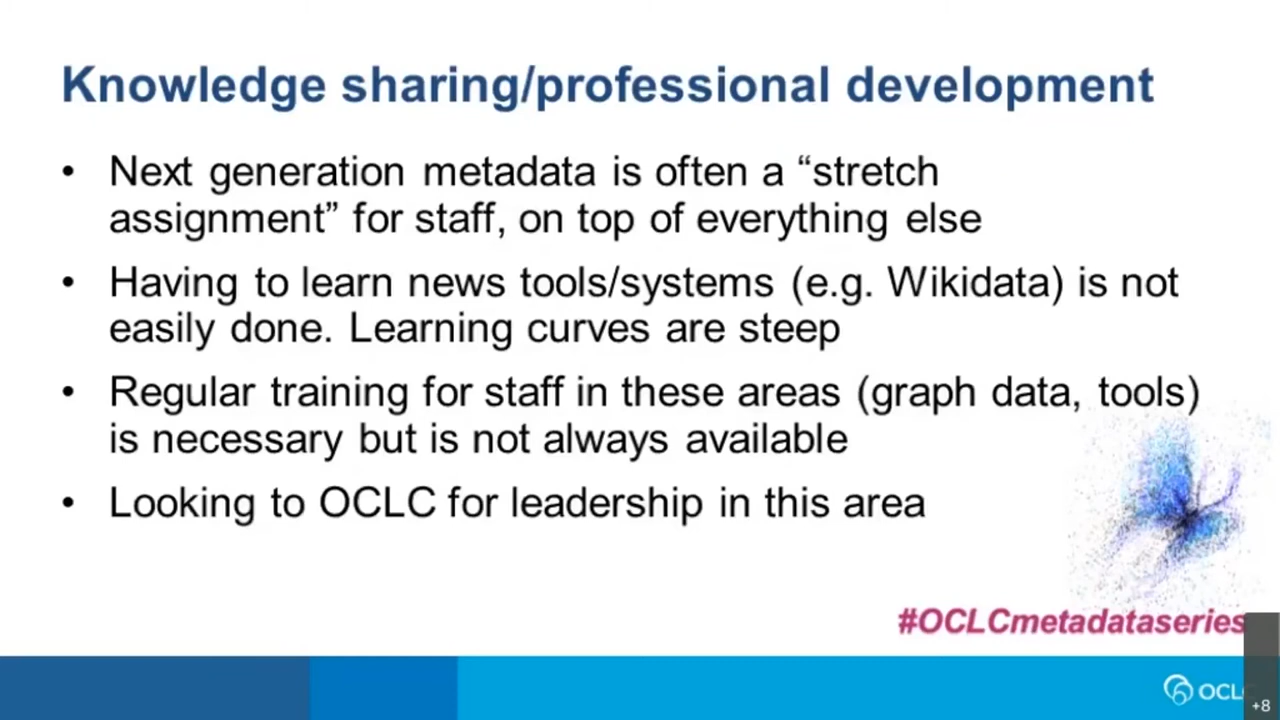 Knowledge sharing/professional development
• Next generation metadata is often a “stretch
assignment” for staff, on top of everything else
• Having to learn news tools/systems (e.g. Wikidata) is not
easily done. Learning curves are steep
• Regular training for staff in these areas (graph data, tools)
is necessary but is not always available
• Looking to OCLC for leadership in this area
#OCLCmetadataseries
OCLC
+8